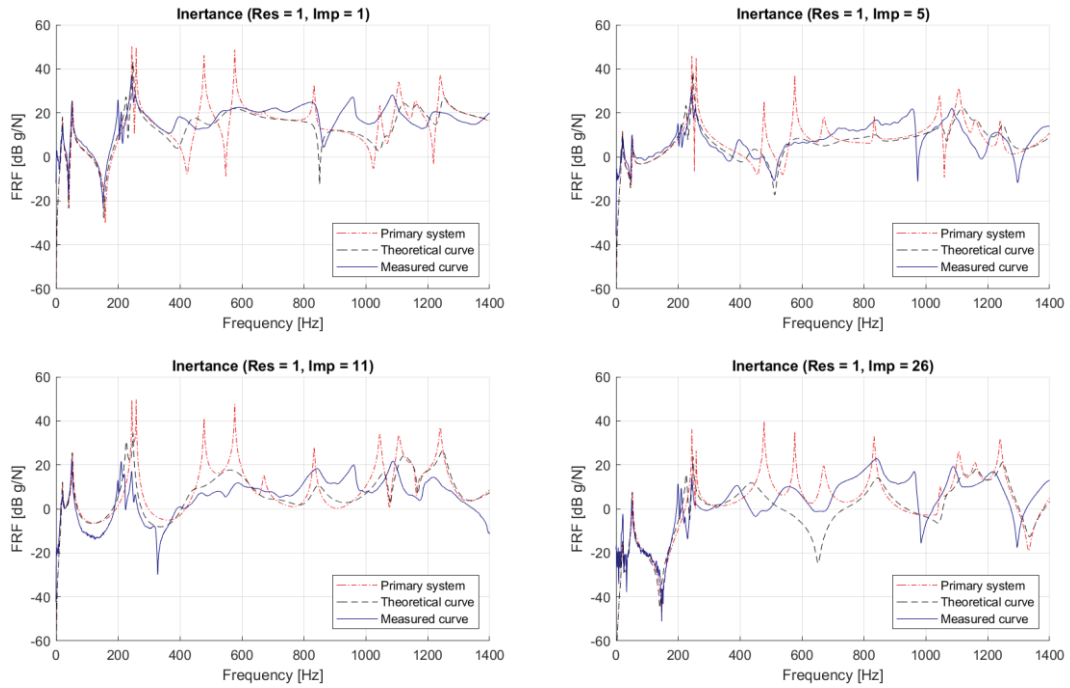 Inertance (Res = 1, Imp = 1)
60
40
20
0
-20
-40
-60
FRF [dB g/N]
0 200 400 600 800 1000 1200 1400
Frequency [Hz]
Primary system
Theoretical curve
Measured curve
Inertance (Res = 1, Imp = 5)
60
40
20
0
-20
-40
-60
FRF [dB g/N]
0 200 400 600 800 1000 1200 1400
Frequency [Hz]
Primary system
Theoretical curve
Measured curve
Inertance (Res = 1, Imp = 11)
60
40
20
0
-20
-40
-60
FRF [dB g/N]
0 200 400 600 800 1000 1200 1400
Frequency [Hz]
Primary system
Theoretical curve
Measured curve
Inertance (Res = 1, Imp = 26)
60
40
20
0
-20
-40
-60
FRF [dB g/N]
0 200 400 600 800 1000 1200 1400
Frequency [Hz]
Primary system
Theoretical curve
Measured curve